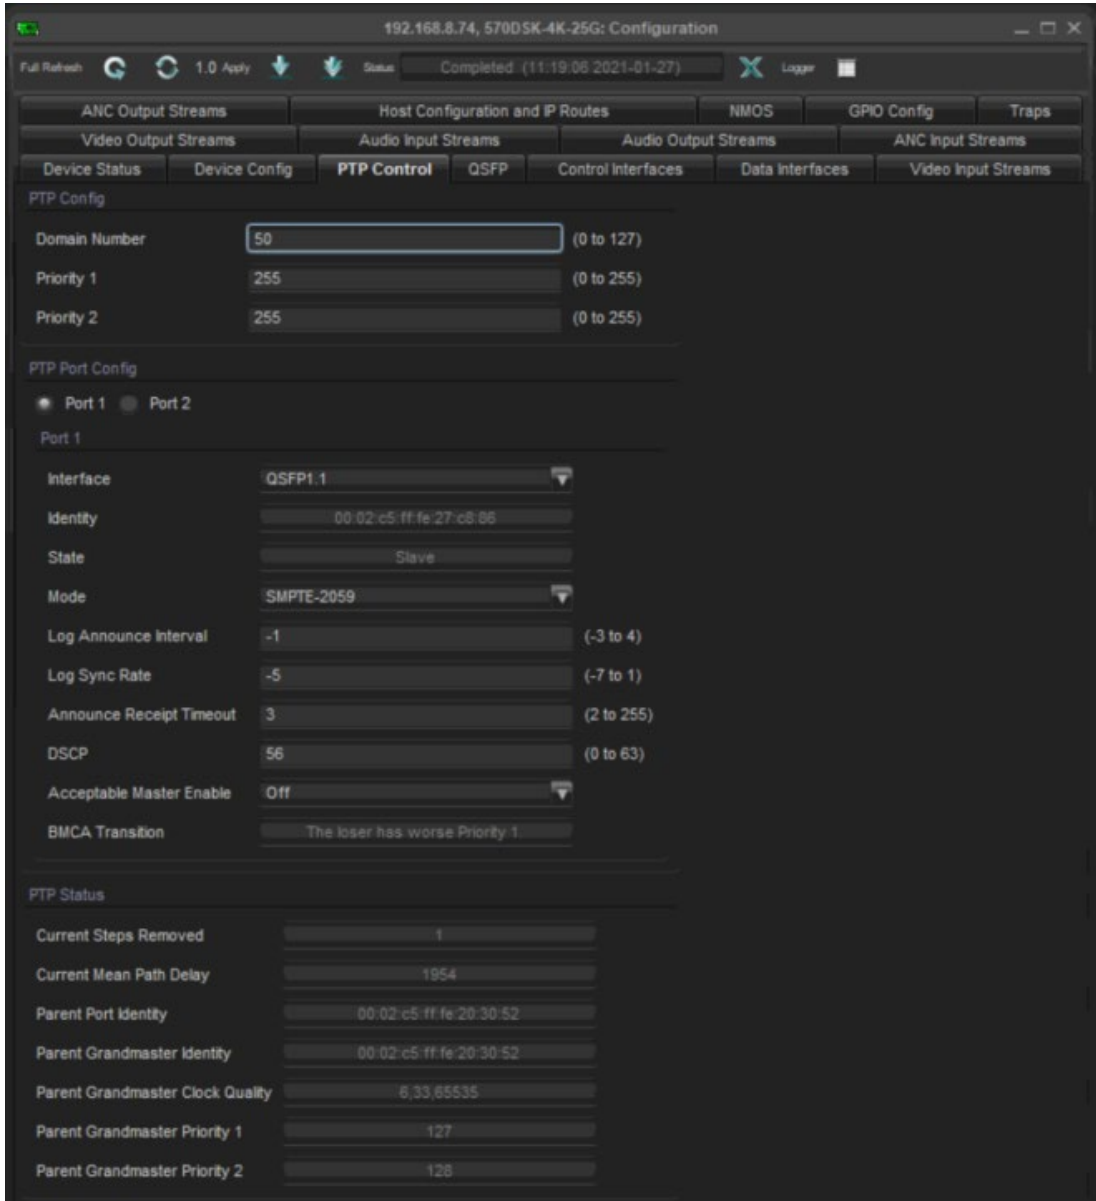 192.168.8.74, 570DSK-4K-25G: Configuration
Full Refresh 1.0 Apply Status Completed (11:19:06 2021-01-27) Logger
ANC Output Streams Host Configuration and IP Routes NMOS GPIO Config Traps
Video Output Streams Audio Input Streams Audio Output Streams ANC Input Streams
Device Status Device Config PTP Control QSFP Control Interfaces Data Interfaces Video Input Streams
PTP Config
Domain Number 50 (0 to 127)
Priority 1 255 (0 to 255)
Priority 2 255 (0 to 255)
PTP Port Config
Port 1 Port 2
Port 1
Interface QSFP1.1
Identity 00:02:c5:ff:fe:27:c8:86
State Slave
Mode SMPTE-2059
Log Announce Interval -1 (-3 to 4)
Log Sync Rate -5 (-7 to 1)
Announce Receipt Timeout 3 (2 to 255)
DSCP 56 (0 to 63)
Acceptable Master Enable Off
BMCA Transition The loser has worse Priority 1.
PTP Status
Current Steps Removed 1
Current Mean Path Delay 1954
Parent Port Identity 00:02:c5:ff:fe:20:30:52
Parent Grandmaster Identity 00:02:c5:ff:fe:20:30:52
Parent Grandmaster Clock Quality 6,33,65535
Parent Grandmaster Priority 1 127
Parent Grandmaster Priority 2 128